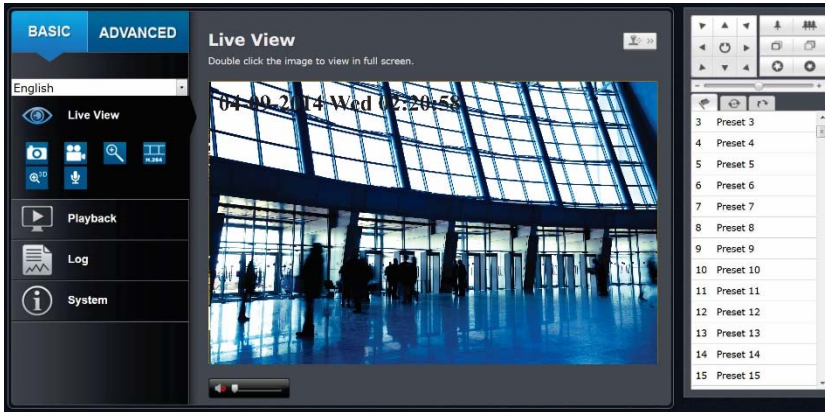 BASIC
ADVANCED
English
Live View
H.264
3D
Playback
Log
System
Live View
Double click the image to view in full screen.
04-09-2014 Wed 02:20:58
3 Preset 3
4 Preset 4
5 Preset 5
6 Preset 6
7 Preset 7
8 Preset 8
9 Preset 9
10 Preset 10
11 Preset 11
12 Preset 12
13 Preset 13
14 Preset 14
15 Preset 15